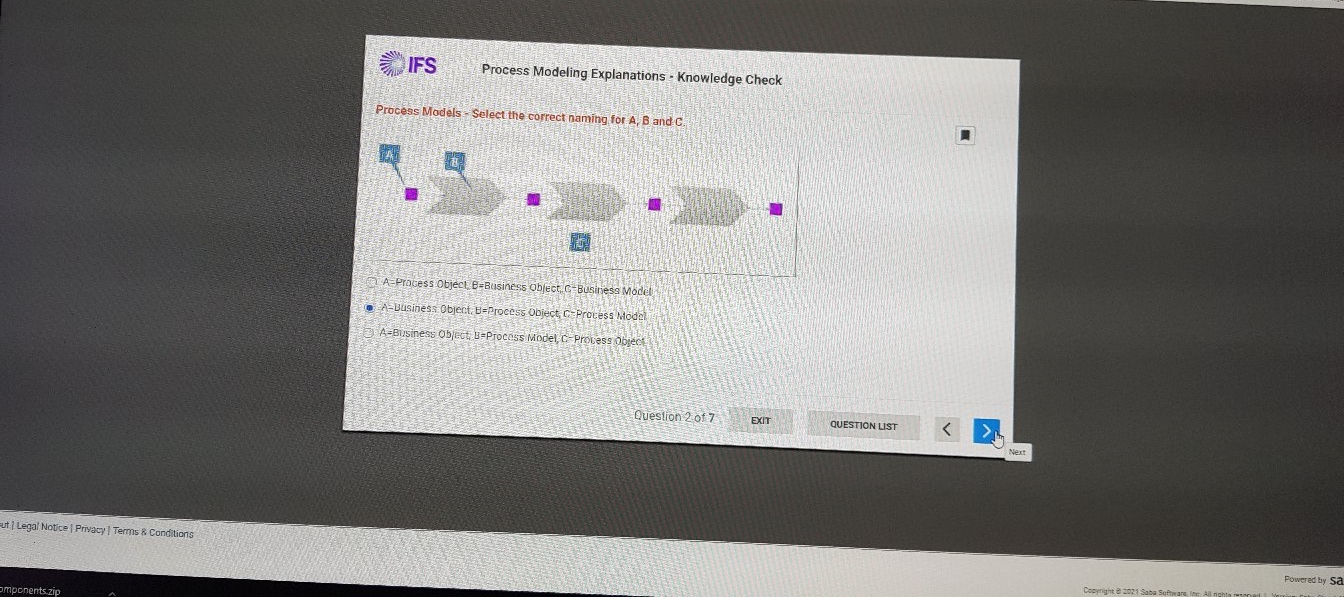 IFS
Process Modeling Explanations - Knowledge Check
Process Models - Select the correct naming for A, B and C.
A
B
C
A=Process Object, B=Business Object, C=Business Model
A=Business Object, B=Process Object, C=Process Model
A=Business Object, B=Process Model, C=Process Object
Question 2 of 7
EXIT
QUESTION LIST
Next
ut | Legal Notice | Privacy | Terms & Conditions
Powered by sa
omponents.zip
Copyright © 2021 Saba Software, Inc. All rights reserved. |